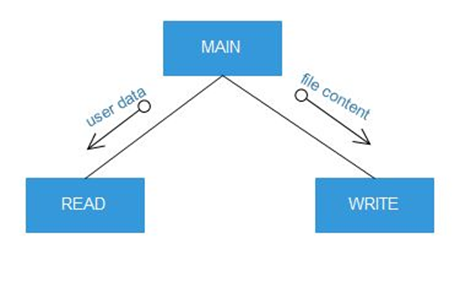 MAIN
user data
file content
READ
WRITE